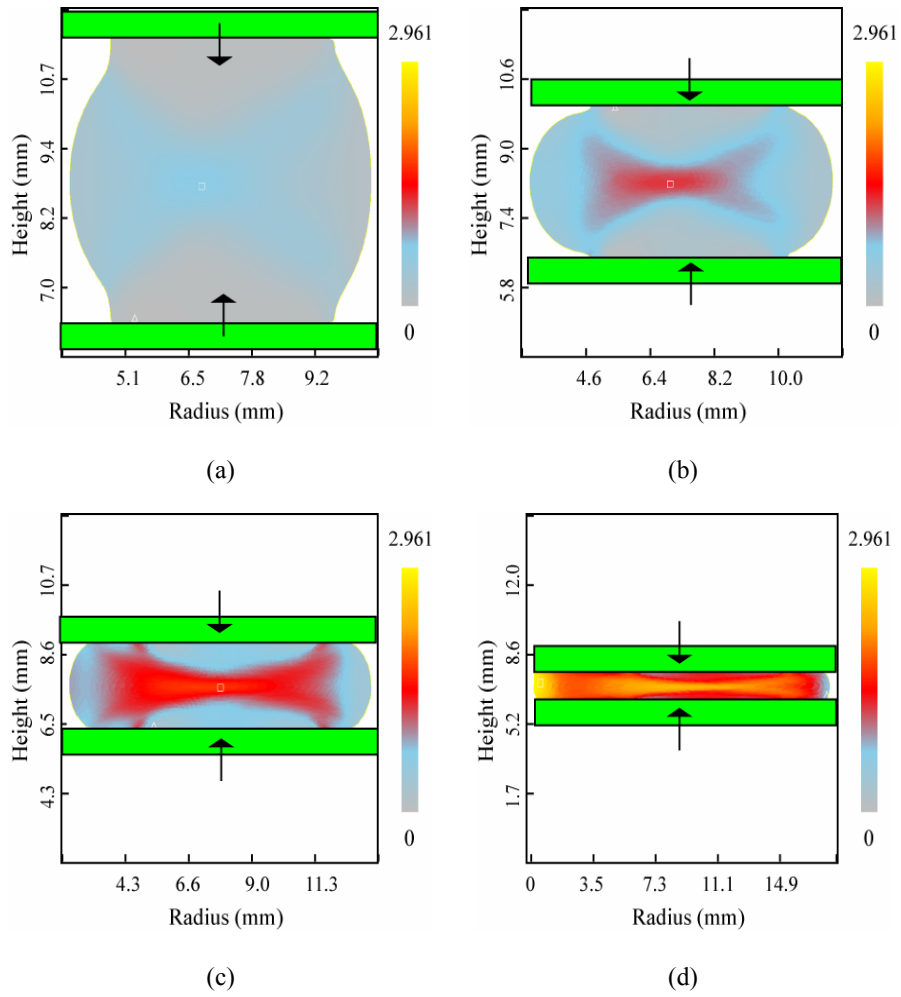 2.961
10.7
9.4
8.2
7.0
Height (mm)
0
5.1 6.5 7.8 9.2
Radius (mm)
(a)
2.961
10.6
9.0
7.4
5.8
Height (mm)
0
4.6 6.4 8.2 10.0
Radius (mm)
(b)
2.961
10.7
8.6
6.5
4.3
Height (mm)
0
4.3 6.6 9.0 11.3
Radius (mm)
(c)
2.961
12.0
8.6
5.2
1.7
Height (mm)
0
0 3.5 7.3 11.1 14.9
Radius (mm)
(d)